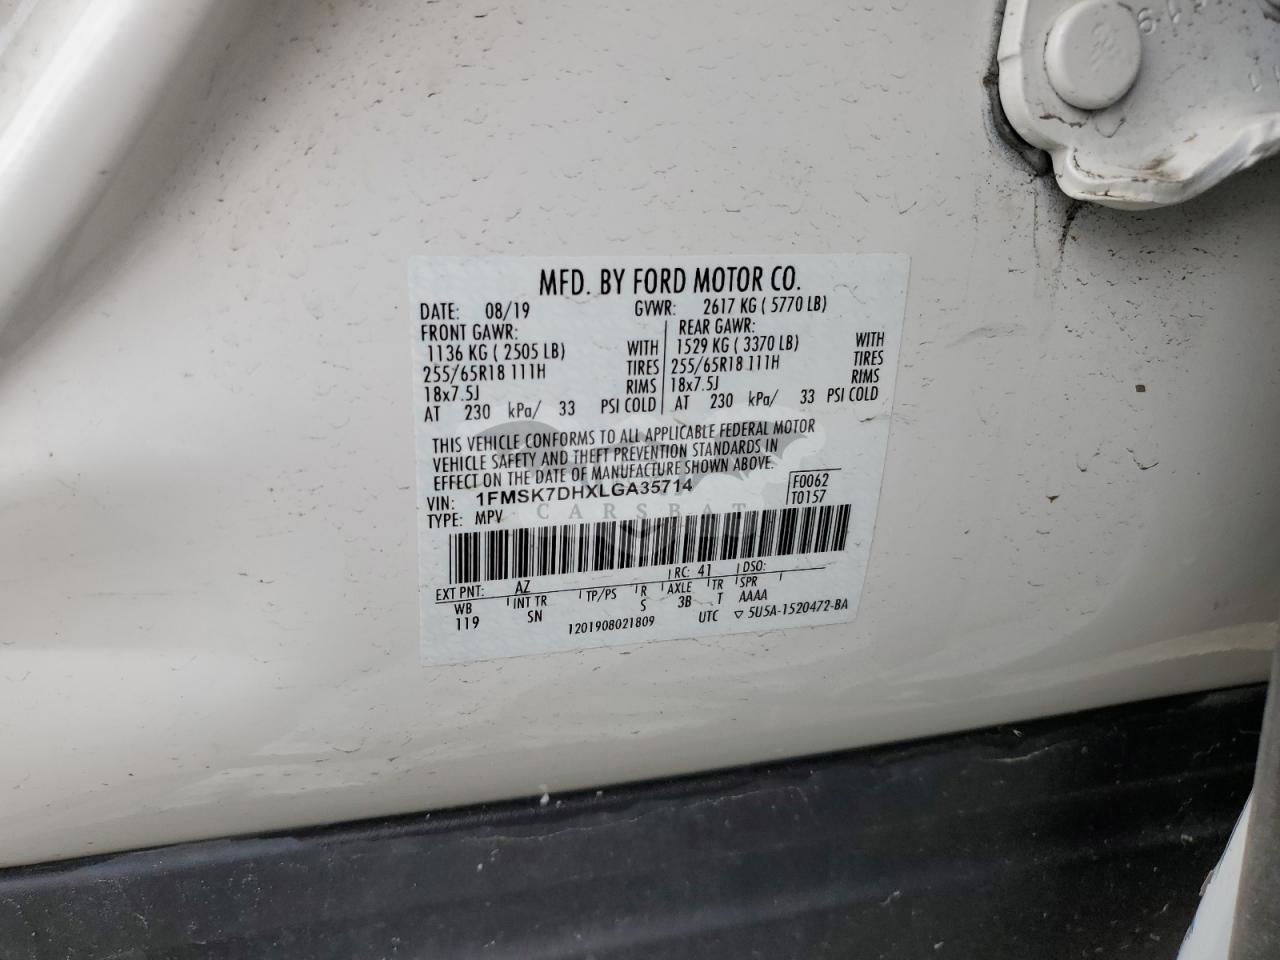 MFD. BY FORD MOTOR CO.
DATE: 08/19 GVWR: 2617 KG ( 5770 LB)
FRONT GAWR: REAR GAWR:
1136 KG ( 2505 LB) WITH 1529 KG ( 3370 LB) WITH
255/65R18 111H TIRES 255/65R18 111H TIRES
18x7.5J RIMS 18x7.5J RIMS
AT 230 kPa/ 33 PSI COLD AT 230 kPa/ 33 PSI COLD
THIS VEHICLE CONFORMS TO ALL APPLICABLE FEDERAL MOTOR
VEHICLE SAFETY AND THEFT PREVENTION STANDARDS IN
EFFECT ON THE DATE OF MANUFACTURE SHOWN ABOVE.
VIN: 1FMSK7DHXLGA35714 F0062
TYPE: MPV T0157
CARSBAT
EXT PNT: AZ RC: 41 DSO:
WB INT TR TP/PS R AXLE TR SPR
119 SN S 3B T AAAA
1201908021809 UTC ▽ 5U5A-1520472-BA